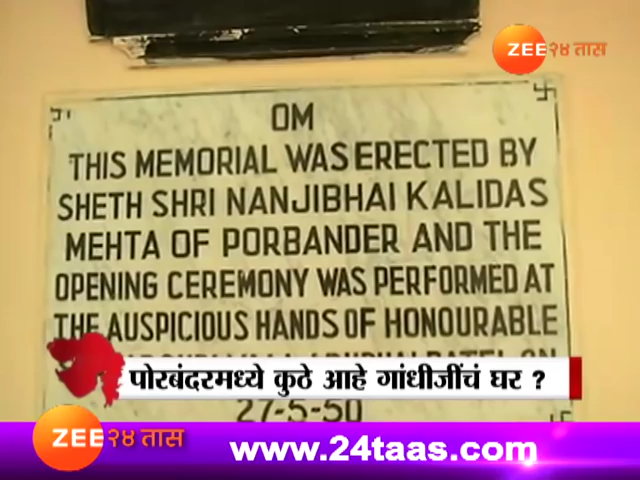 ZEE २४ तास
OM
THIS MEMORIAL WAS ERECTED BY
SHETH SHRI NANJIBHAI KALIDAS
MEHTA OF PORBANDER AND THE
OPENING CEREMONY WAS PERFORMED AT
THE AUSPICIOUS HANDS OF HONOURABLE
पोरबंदरमध्ये कुठे आहे गांधीजींचं घर ?
27-5-50
ZEE २४ तास
www.24taas.com